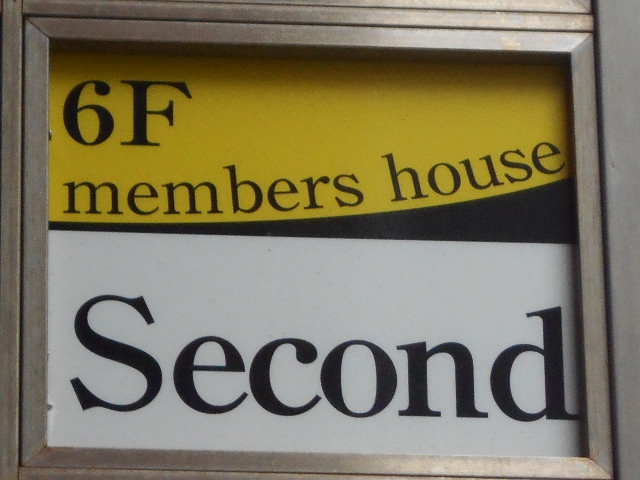 6F
members house
Second